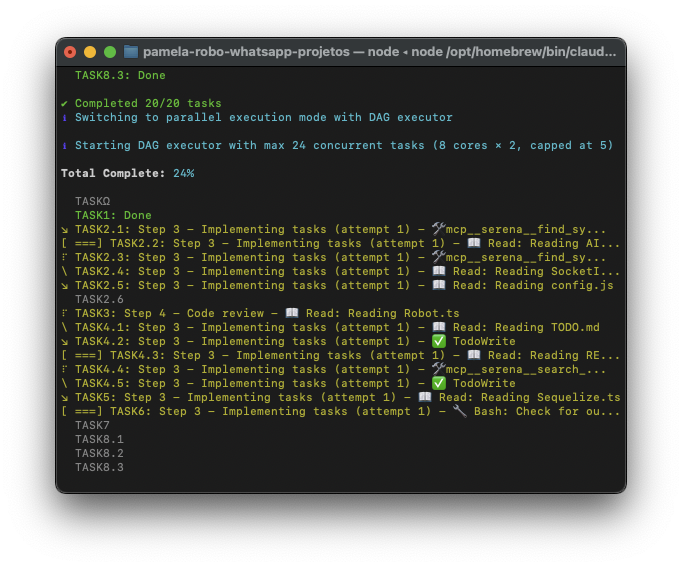 pamela-robo-whatsapp-projetos — node ◂ node /opt/homebrew/bin/claud...
TASK8.3: Done
✔ Completed 20/20 tasks
ℹ Switching to parallel execution mode with DAG executor
ℹ Starting DAG executor with max 24 concurrent tasks (8 cores × 2, capped at 5)
Total Complete: 24%
TASKΩ
TASK1: Done
↘ TASK2.1: Step 3 – Implementing tasks (attempt 1) – 🛠mcp__serena__find_sy...
[ ===] TASK2.2: Step 3 – Implementing tasks (attempt 1) – 📖 Read: Reading AI...
⠏ TASK2.3: Step 3 – Implementing tasks (attempt 1) – 🛠mcp__serena__find_sy...
\ TASK2.4: Step 3 – Implementing tasks (attempt 1) – 📖 Read: Reading SocketI...
↘ TASK2.5: Step 3 – Implementing tasks (attempt 1) – 📖 Read: Reading config.js
TASK2.6
⠏ TASK3: Step 4 – Code review – 📖 Read: Reading Robot.ts
\ TASK4.1: Step 3 – Implementing tasks (attempt 1) – 📖 Read: Reading TODO.md
↘ TASK4.2: Step 3 – Implementing tasks (attempt 1) – ✅ TodoWrite
[ ===] TASK4.3: Step 3 – Implementing tasks (attempt 1) – 📖 Read: Reading RE...
⠏ TASK4.4: Step 3 – Implementing tasks (attempt 1) – 🛠mcp__serena__search_...
\ TASK4.5: Step 3 – Implementing tasks (attempt 1) – ✅ TodoWrite
↘ TASK5: Step 3 – Implementing tasks (attempt 1) – 📖 Read: Reading Sequelize.ts
[ ===] TASK6: Step 3 – Implementing tasks (attempt 1) – 🔧 Bash: Check for ou...
TASK7
TASK8.1
TASK8.2
TASK8.3